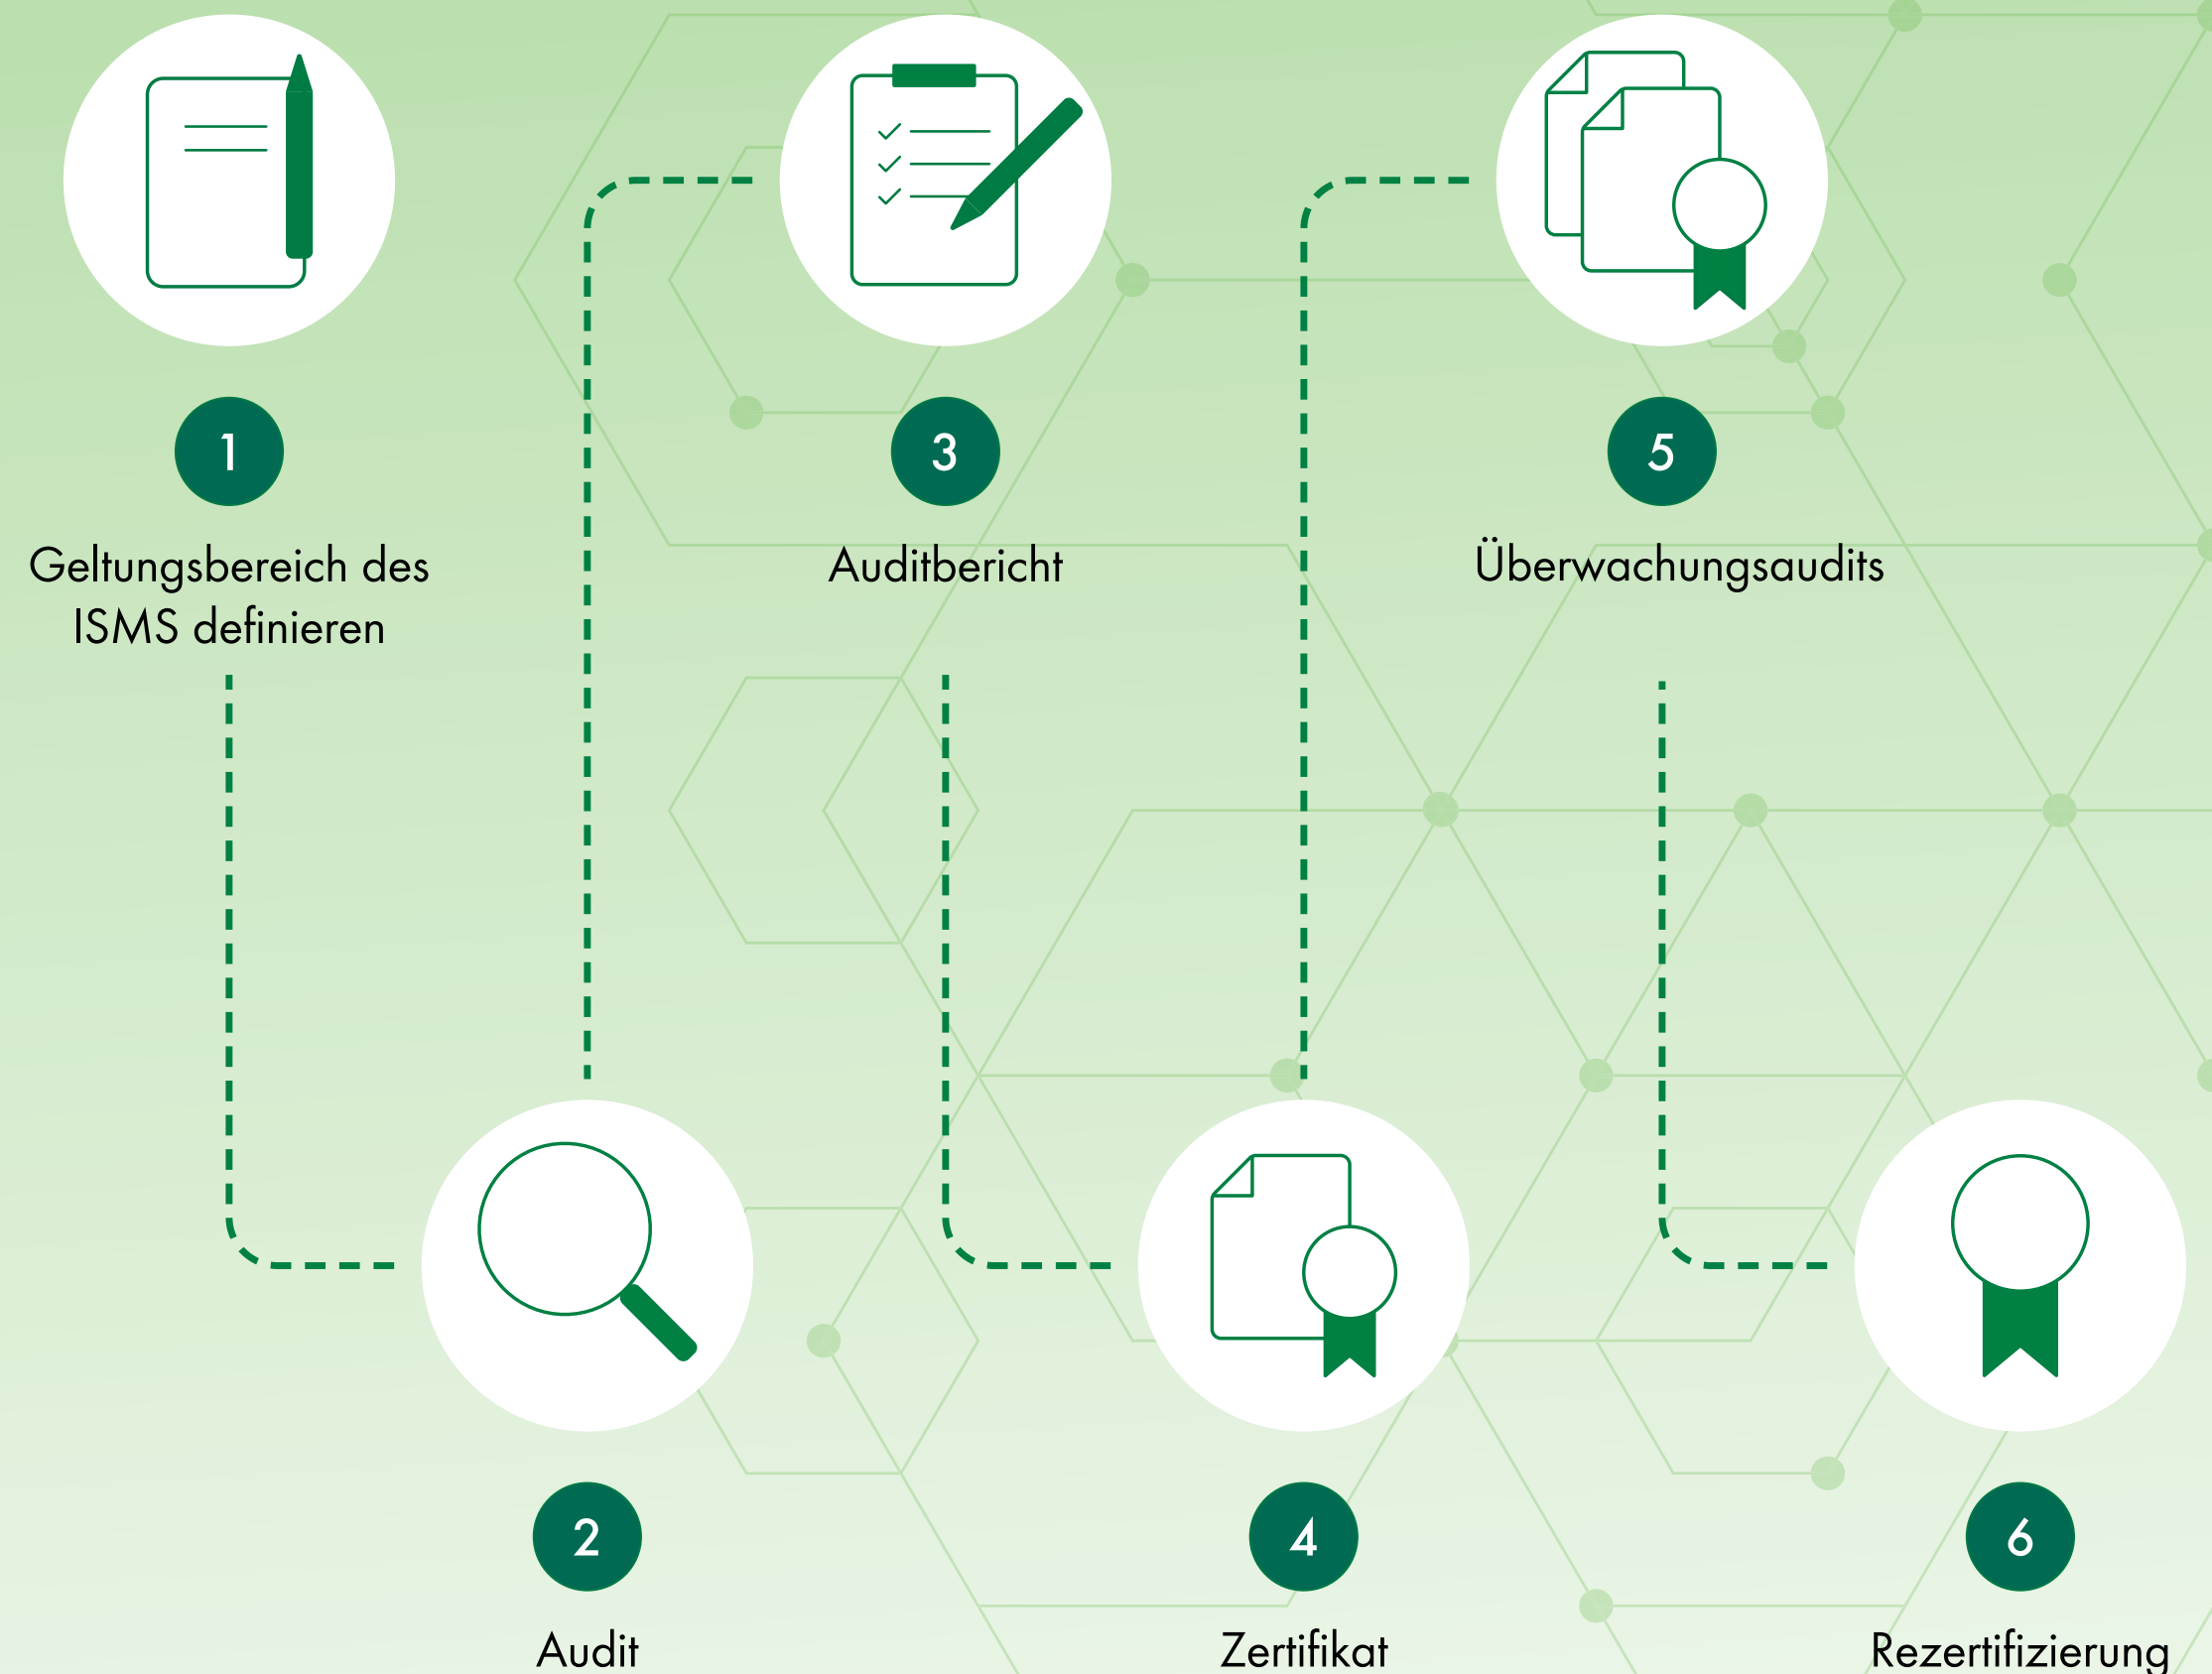 1
Geltungsbereich des
ISMS definieren
2
Audit
3
Auditbericht
4
Zertifikat
5
Überwachungsaudits
6
Rezertifizierung